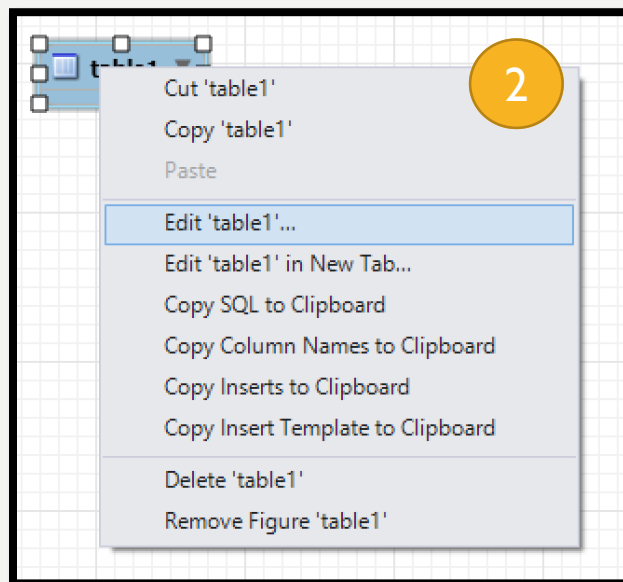 2
Cut 'table1'
Copy 'table1'
Paste
Edit 'table1'...
Edit 'table1' in New Tab...
Copy SQL to Clipboard
Copy Column Names to Clipboard
Copy Inserts to Clipboard
Copy Insert Template to Clipboard
Delete 'table1'
Remove Figure 'table1'